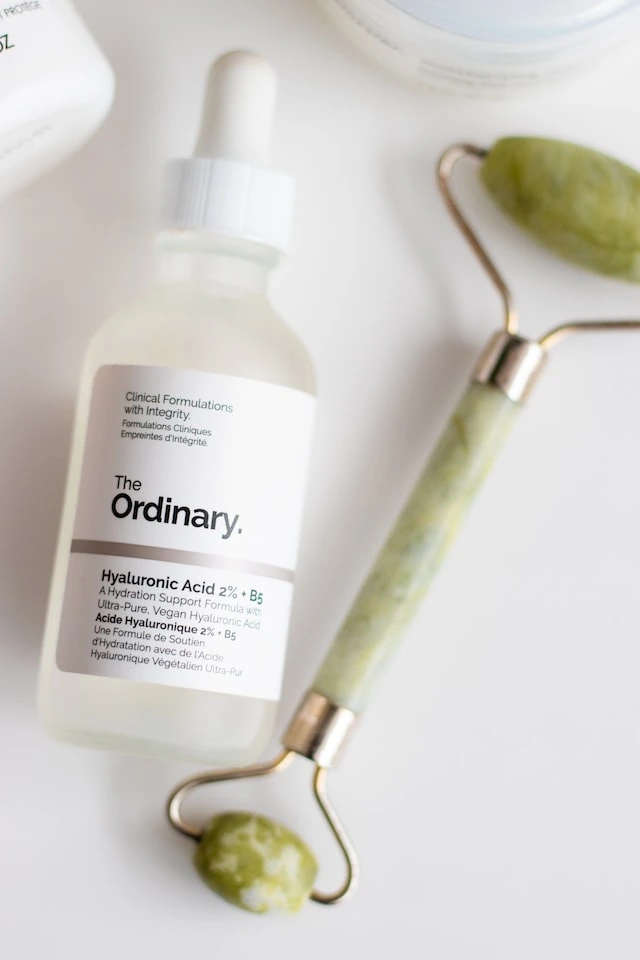 T PROTÈGE
OZ
Clinical Formulations
with Integrity.
Formulations Cliniques
Empreintes d'Intégrité.
The
Ordinary.
Hyaluronic Acid 2% + B5
A Hydration Support Formula with
Ultra-Pure, Vegan Hyaluronic Acid
Acide Hyaluronique 2% + B5
Une Formule de Soutien
d'Hydratation avec de l'Acide
Hyaluronique Végétalien Ultra-Pur